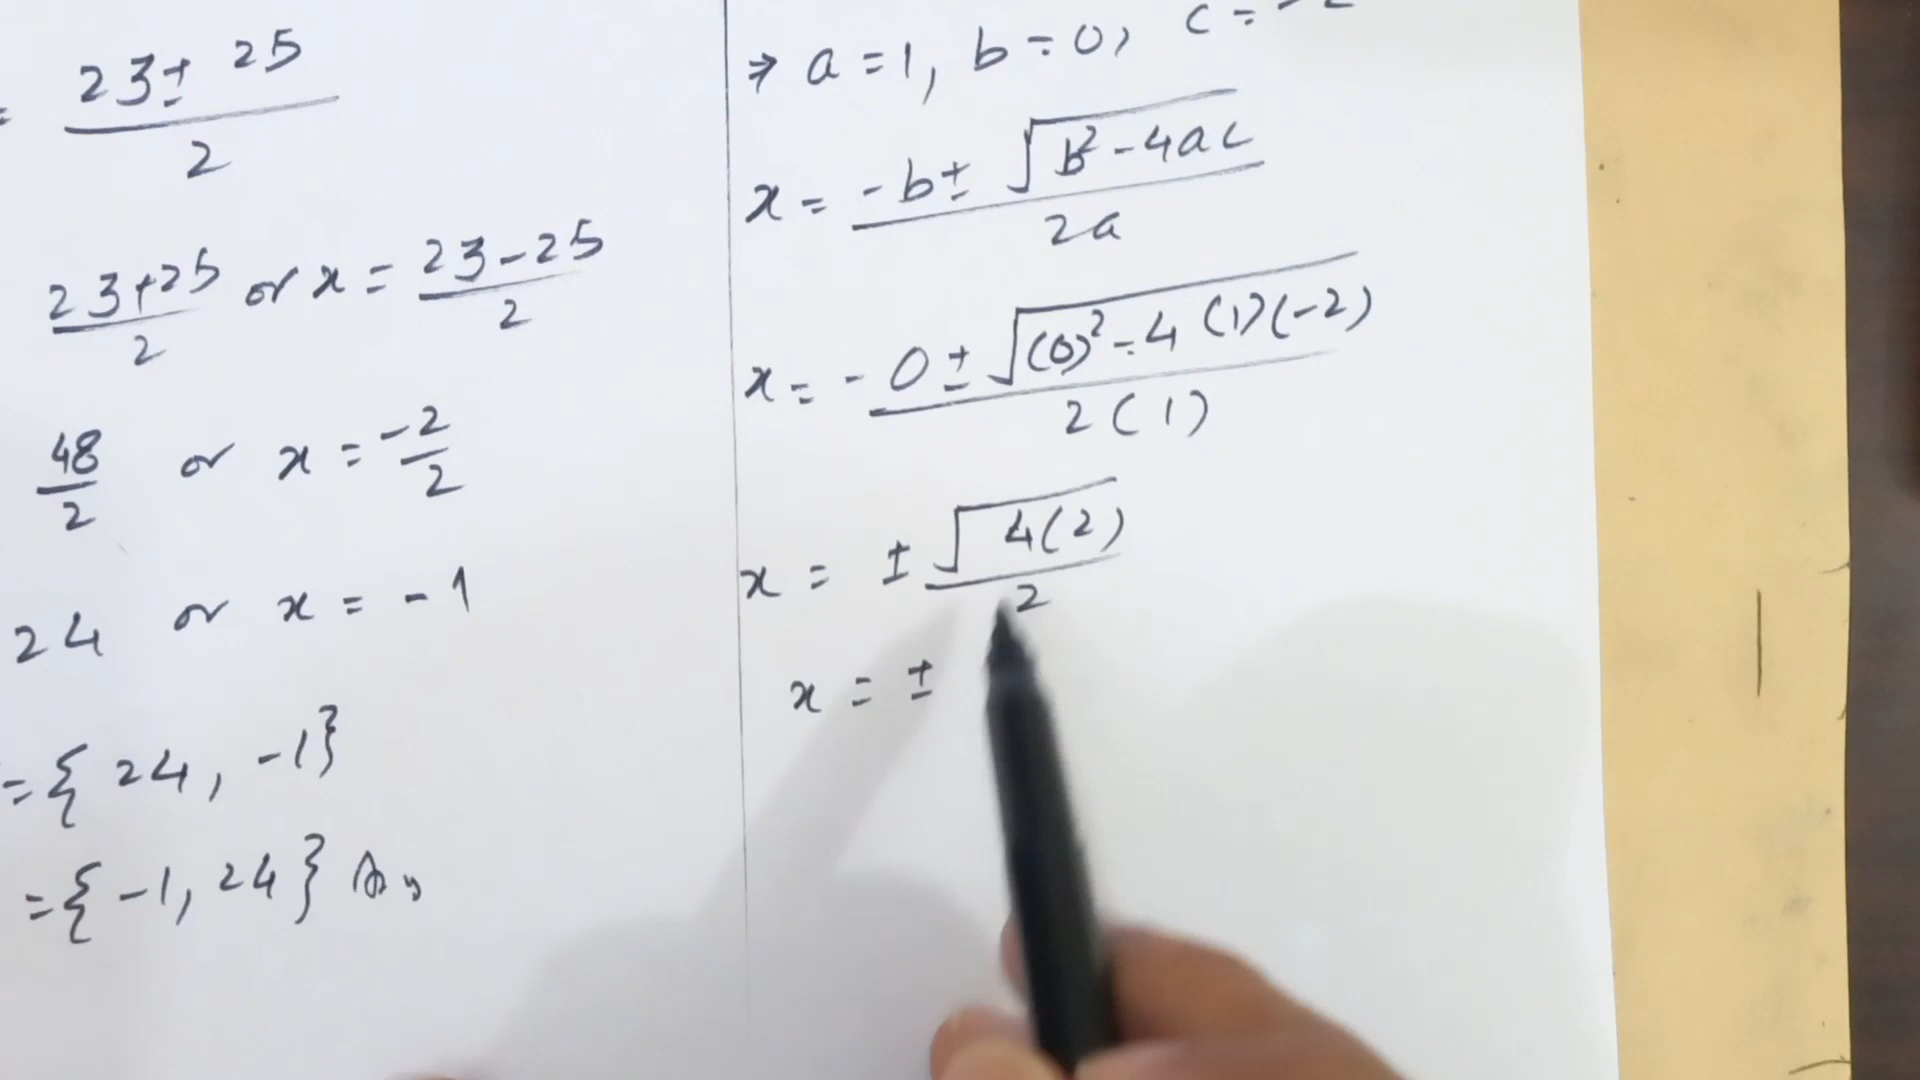 = 23 ± 25 / 2
23+25 / 2 or x = 23-25 / 2
48/2 or x = -2/2
24 or x = -1
= { 24, -1}
= { -1, 24 }
⇒ a = 1, b = 0, c = -2
x = -b ± √(b² - 4ac) / 2a
x = -0 ± √((0)² - 4 (1)(-2)) / 2(1)
x = ± √(4(2)) / 2
x = ±